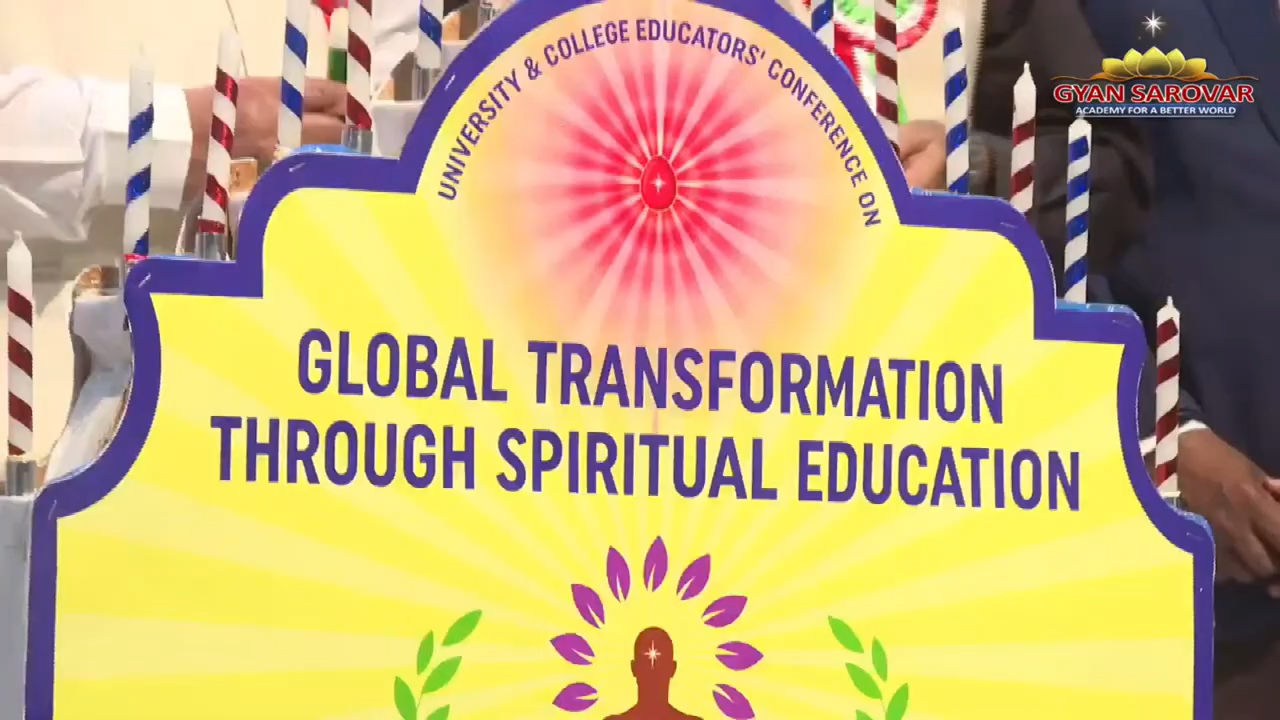 UNIVERSITY & COLLEGE EDUCATORS' CONFERENCE ON
GYAN SAROVAR
ACADEMY FOR A BETTER WORLD
GLOBAL TRANSFORMATION
THROUGH SPIRITUAL EDUCATION